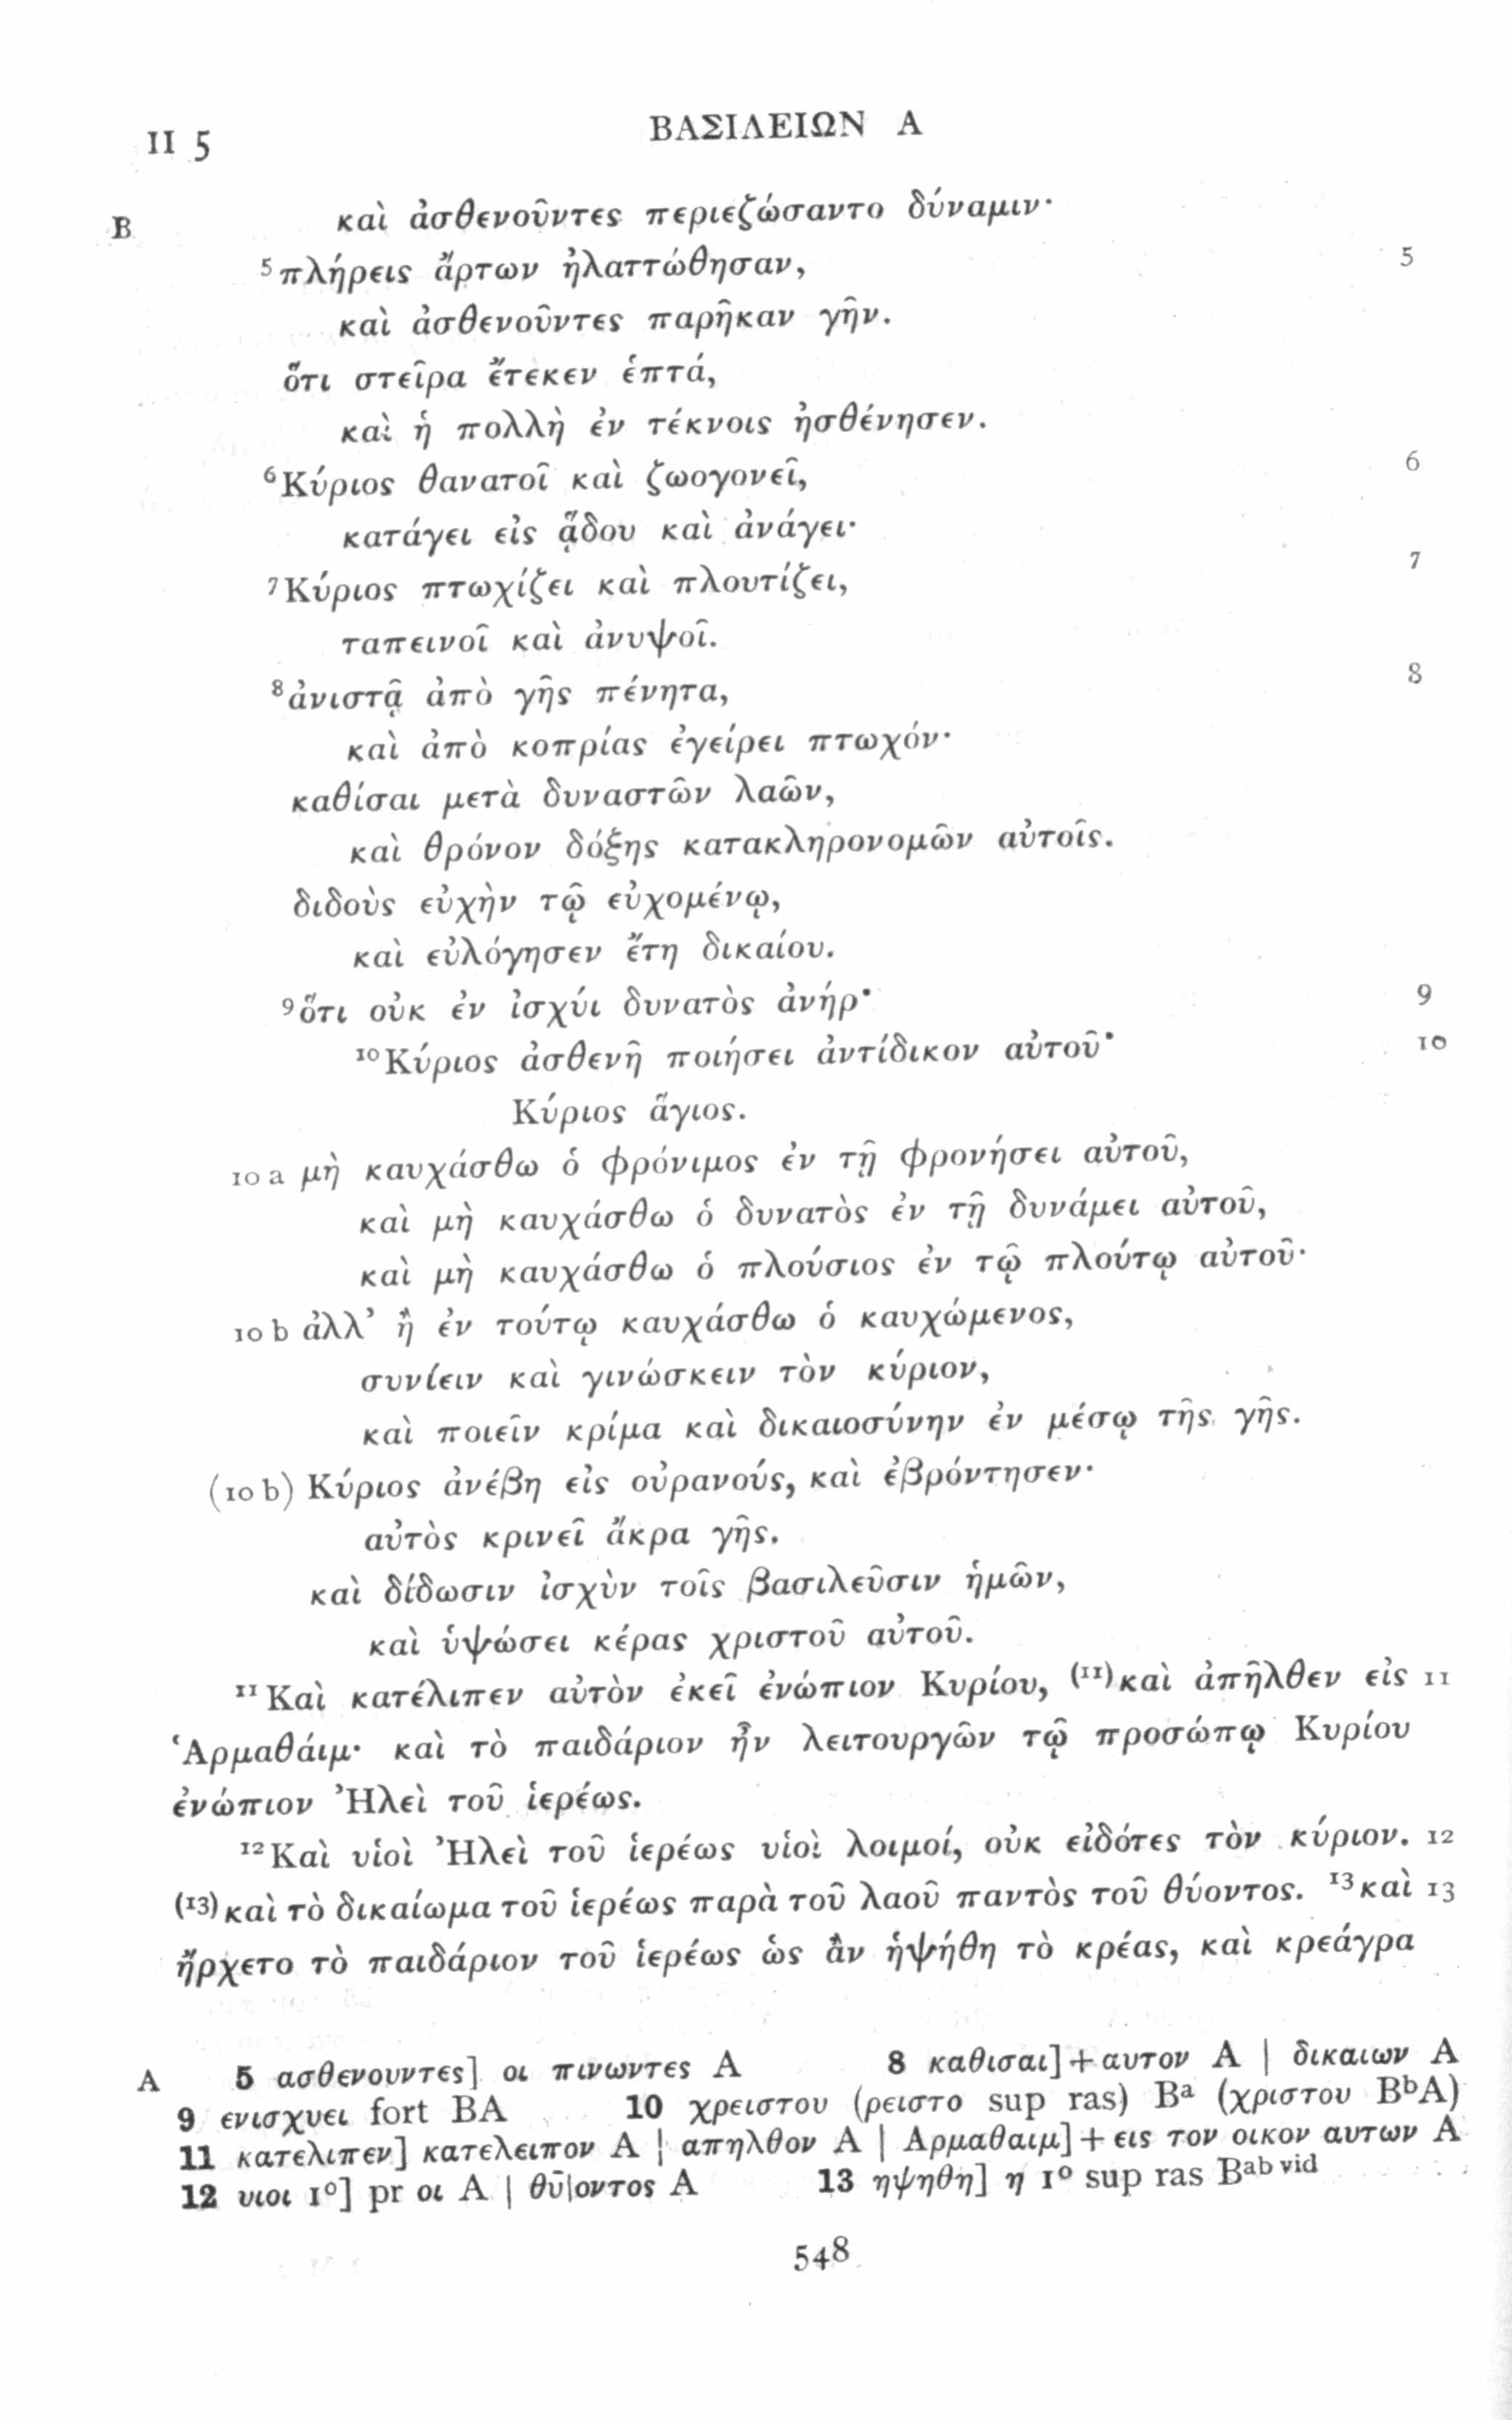 II 5 ΒΑΣΙΛΕΙΩΝ Α
B καὶ ἀσθενοῦντες περιεζώσαντο δύναμιν·
5 πλήρεις ἄρτων ἠλαττώθησαν, 5
καὶ ἀσθενοῦντες παρῆκαν γῆν.
ὅτι στεῖρα ἔτεκεν ἑπτά,
καὶ ἡ πολλὴ ἐν τέκνοις ἠσθένησεν.
6 Κύριος θανατοῖ καὶ ζωογονεῖ, 6
κατάγει εἰς ᾅδου καὶ ἀνάγει·
7 Κύριος πτωχίζει καὶ πλουτίζει, 7
ταπεινοῖ καὶ ἀνυψοῖ.
8 ἀνιστᾷ ἀπὸ γῆς πένητα, 8
καὶ ἀπὸ κοπρίας ἐγείρει πτωχόν·
καθίσαι μετὰ δυναστῶν λαῶν,
καὶ θρόνον δόξης κατακληρονομῶν αὐτοῖς.
διδοὺς εὐχὴν τῷ εὐχομένῳ,
καὶ εὐλόγησεν ἔτη δικαίου.
9 ὅτι οὐκ ἐν ἰσχύι δυνατὸς ἀνήρ· 9
10 Κύριος ἀσθενῆ ποιήσει ἀντίδικον αὐτοῦ· 10
Κύριος ἅγιος.
10 a μὴ καυχάσθω ὁ φρόνιμος ἐν τῇ φρονήσει αὐτοῦ,
καὶ μὴ καυχάσθω ὁ δυνατὸς ἐν τῇ δυνάμει αὐτοῦ,
καὶ μὴ καυχάσθω ὁ πλούσιος ἐν τῷ πλούτῳ αὐτοῦ·
10 b ἀλλ’ ἢ ἐν τούτῳ καυχάσθω ὁ καυχώμενος,
συνίειν καὶ γινώσκειν τὸν κύριον,
καὶ ποιεῖν κρίμα καὶ δικαιοσύνην ἐν μέσῳ τῆς γῆς.
(10 b) Κύριος ἀνέβη εἰς οὐρανούς, καὶ ἐβρόντησεν·
αὐτὸς κρινεῖ ἄκρα γῆς.
καὶ δίδωσιν ἰσχὺν τοῖς βασιλεῦσιν ἡμῶν,
καὶ ὑψώσει κέρας χριστοῦ αὐτοῦ.
11 Καὶ κατέλιπεν αὐτὸν ἐκεῖ ἐνώπιον Κυρίου, (11) καὶ ἀπῆλθεν εἰς 11
Ἁρμαθάιμ· καὶ τὸ παιδάριον ἦν λειτουργῶν τῷ προσώπῳ Κυρίου
ἐνώπιον Ἠλεὶ τοῦ ἱερέως.
12 Καὶ υἱοὶ Ἠλεὶ τοῦ ἱερέως υἱοὶ λοιμοί, οὐκ εἰδότες τὸν κύριον. 12
(13) καὶ τὸ δικαίωμα τοῦ ἱερέως παρὰ τοῦ λαοῦ παντὸς τοῦ θύοντος. 13 καὶ 13
ἤρχετο τὸ παιδάριον τοῦ ἱερέως ὡς ἂν ἡψήθη τὸ κρέας, καὶ κρεάγρα
A 5 ασθενουντες] οι πινωντες A 8 καθισαι]+αυτον A | δικαιων A
9 ενισχυει fort BA 10 χρειστου (ρειστο sup ras) Bᵃ (χριστου BᵇA)
11 κατελιπεν] κατελειπον A | απηλθον A | Αρμαθαιμ]+εις τον οικον αυτων A
12 υιοι 1º] pr οι A | θῡ|οντος A 13 ηψηθη] η 1º sup ras Bᵃᵇ ᵛⁱᵈ
548